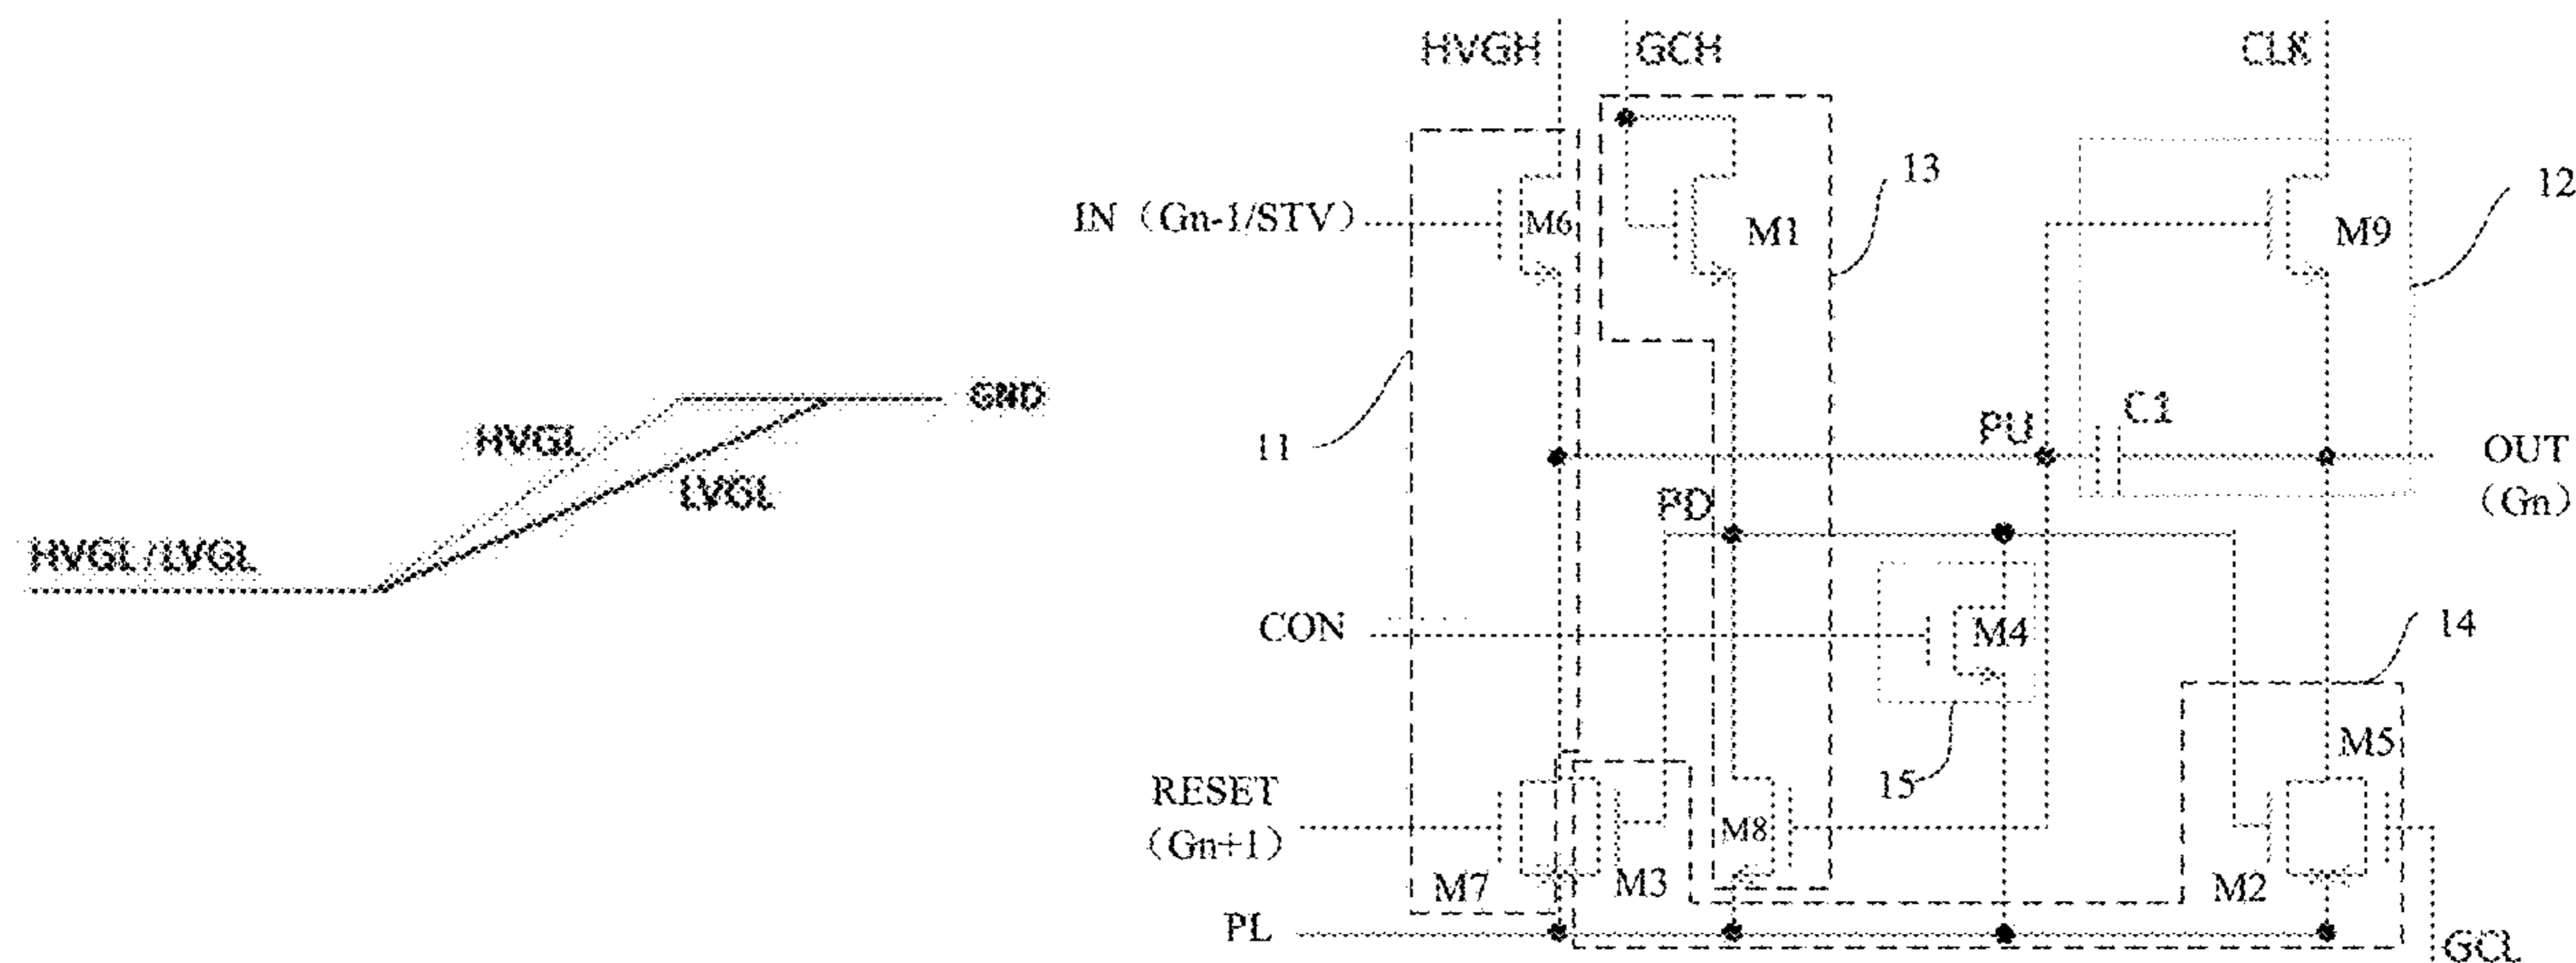 GND
HVGL
LVGL
HVGL/LVGL
HVGH
GCH
CLK
IN（Gn-1/STV）
M6
M1
M9
13
12
11
PU
C1
OUT
（Gn）
PD
CON
M4
14
15
M5
RESET
（Gn+1）
M7
M3
M8
M2
PL
GCL